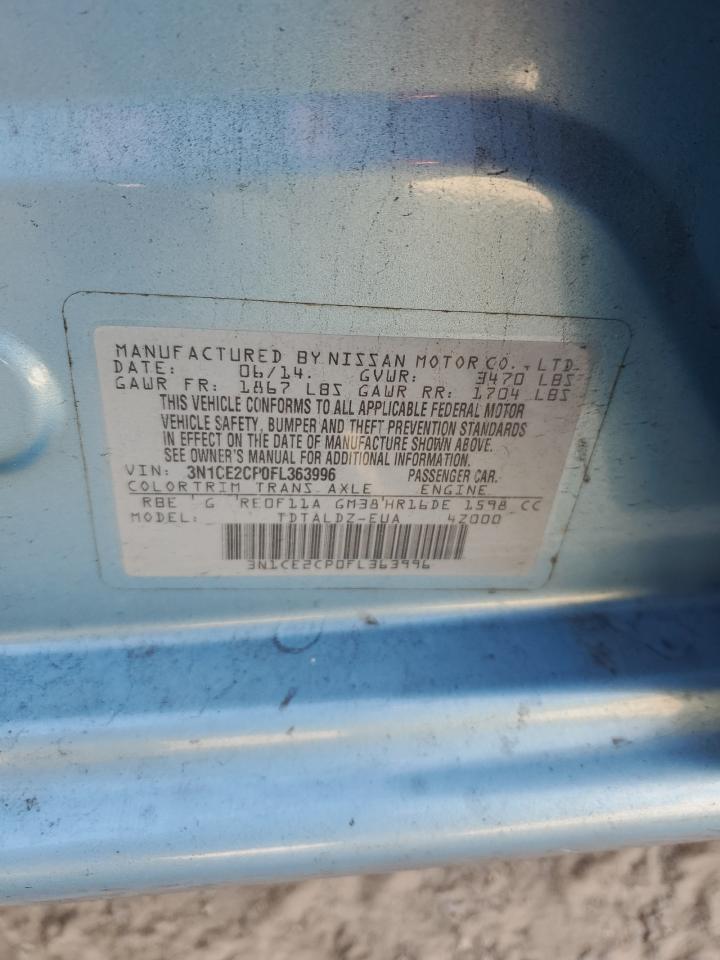 MANUFACTURED BY NISSAN MOTOR CO., LTD.
DATE: 06/14. GVWR: 3470 LBS
GAWR FR: 1867 LBS GAWR RR: 1704 LBS
THIS VEHICLE CONFORMS TO ALL APPLICABLE FEDERAL MOTOR
VEHICLE SAFETY, BUMPER AND THEFT PREVENTION STANDARDS
IN EFFECT ON THE DATE OF MANUFACTURE SHOWN ABOVE.
SEE OWNER'S MANUAL FOR ADDITIONAL INFORMATION.
VIN: 3N1CE2CP0FL363996 PASSENGER CAR.
COLOR TRIM TRANS. AXLE ENGINE
RBE G RE0F11A GM38 HR16DE 1598 CC
MODEL: TDTALDZ-EUA 4Z000
3N1CE2CP0FL363996